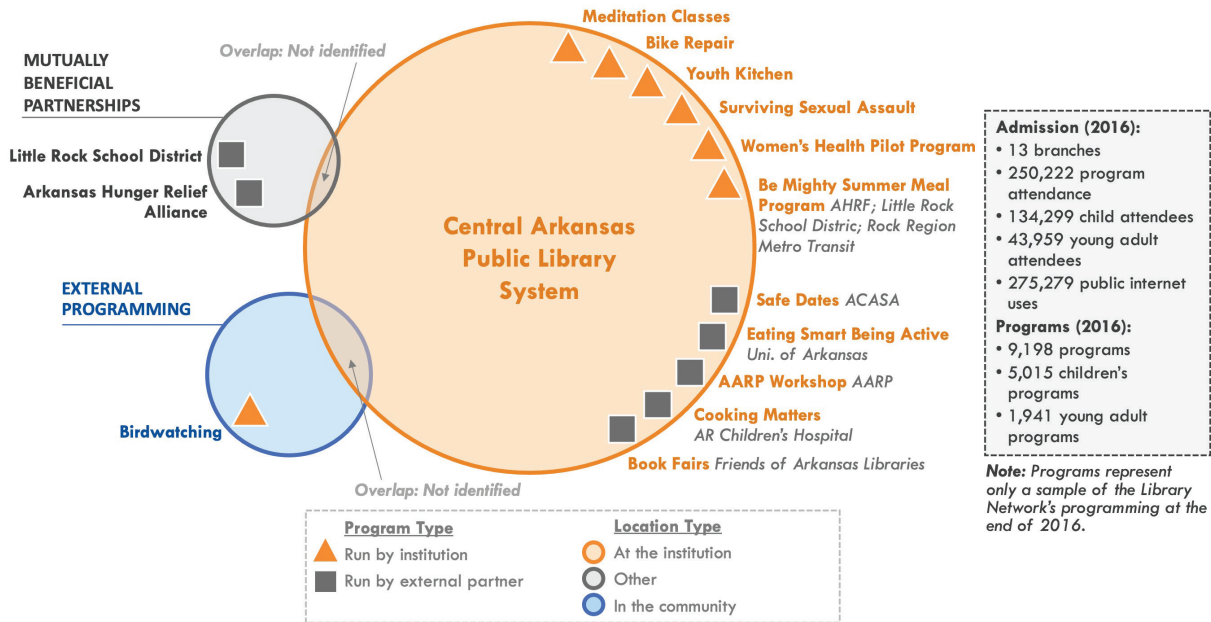 Meditation Classes
Bike Repair
Youth Kitchen
Surviving Sexual Assault
Women's Health Pilot Program
Be Mighty Summer Meal
Program AHRF; Little Rock
School Distric; Rock Region
Metro Transit
Overlap: Not identified
MUTUALLY
BENEFICIAL
PARTNERSHIPS
Little Rock School District
Arkansas Hunger Relief
Alliance
Central Arkansas
Public Library
System
EXTERNAL
PROGRAMMING
Birdwatching
Overlap: Not identified
Safe Dates ACASA
Eating Smart Being Active
Uni. of Arkansas
AARP Workshop AARP
Cooking Matters
AR Children's Hospital
Book Fairs Friends of Arkansas Libraries
Admission (2016):
• 13 branches
• 250,222 program
attendance
• 134,299 child attendees
• 43,959 young adult
attendees
• 275,279 public internet
uses
Programs (2016):
• 9,198 programs
• 5,015 children's
programs
• 1,941 young adult
programs
Note: Programs represent
only a sample of the Library
Network's programming at the
end of 2016.
Program Type
Run by institution
Run by external partner
Location Type
At the institution
Other
In the community